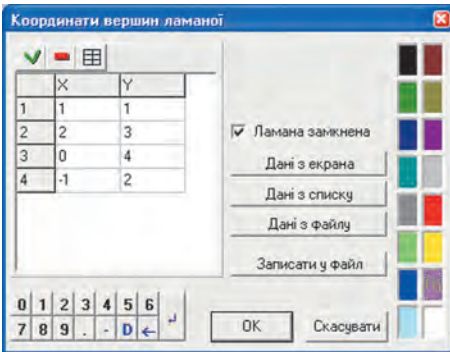 Координати вершин ламаної
X Y
1 1 1
2 2 3
3 0 4
4 -1 2
Ламана замкнена
Дані з екрана
Дані з списку
Дані з файлу
Записати у файл
0 1 2 3 4 5 6
7 8 9 . - D ←
OK Скасувати